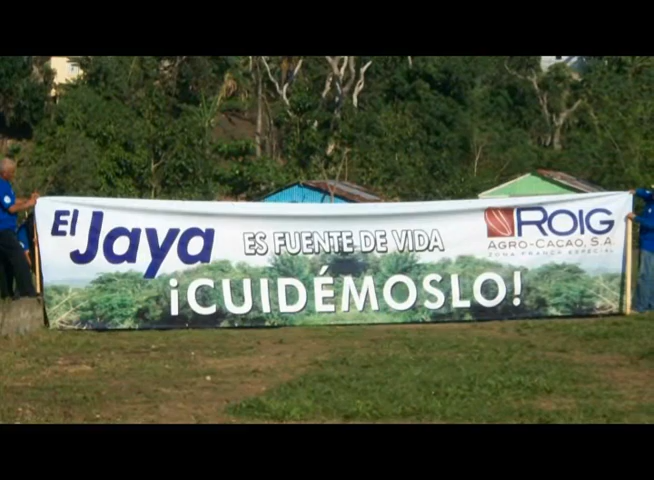 El Jaya
ES FUENTE DE VIDA
¡CUIDÉMOSLO!
ROIG
AGRO-CACAO, S.A.
ZONA FRANCA ESPECIAL